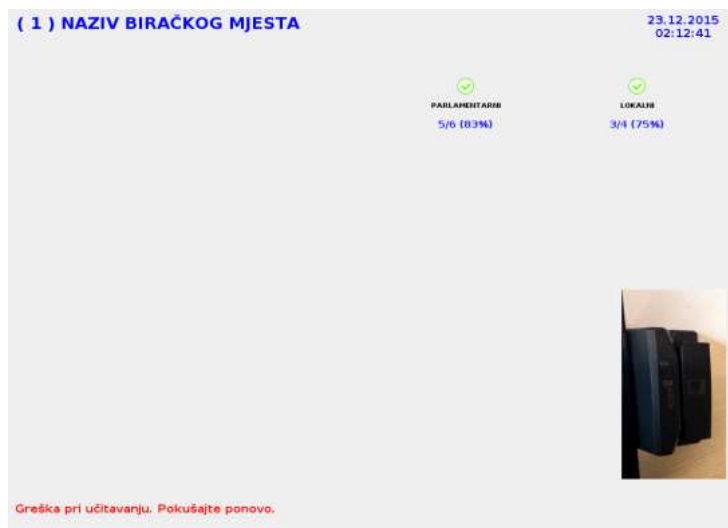 ( 1 ) NAZIV BIRAČKOG MJESTA
23.12.2015
02:12:41
PARLAMENTARNI
LOKALNI
5/6 (83%)
3/4 (75%)
Greška pri učitavanju. Pokušajte ponovo.